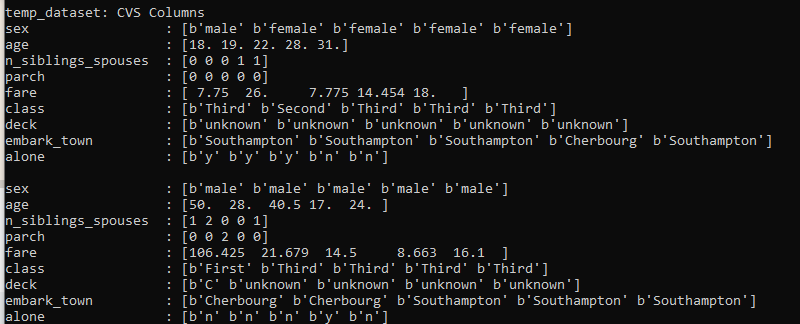 temp_dataset: CVS Columns
sex                 : [b'male' b'female' b'female' b'female' b'female']
age                 : [18. 19. 22. 28. 31.]
n_siblings_spouses  : [0 0 0 1 1]
parch               : [0 0 0 0 0]
fare                : [ 7.75  26.     7.775 14.454 18.   ]
class               : [b'Third' b'Second' b'Third' b'Third' b'Third']
deck                : [b'unknown' b'unknown' b'unknown' b'unknown' b'unknown']
embark_town         : [b'Southampton' b'Southampton' b'Southampton' b'Cherbourg' b'Southampton']
alone               : [b'y' b'y' b'y' b'n' b'n']
sex                 : [b'male' b'male' b'male' b'male' b'male']
age                 : [50.  28.  40.5 17.  24. ]
n_siblings_spouses  : [1 2 0 0 1]
parch               : [0 0 2 0 0]
fare                : [106.425  21.679  14.5     8.663  16.1  ]
class               : [b'First' b'Third' b'Third' b'Third' b'Third']
deck                : [b'C' b'unknown' b'unknown' b'unknown' b'unknown']
embark_town         : [b'Cherbourg' b'Cherbourg' b'Southampton' b'Southampton' b'Southampton']
alone               : [b'n' b'n' b'n' b'y' b'n']